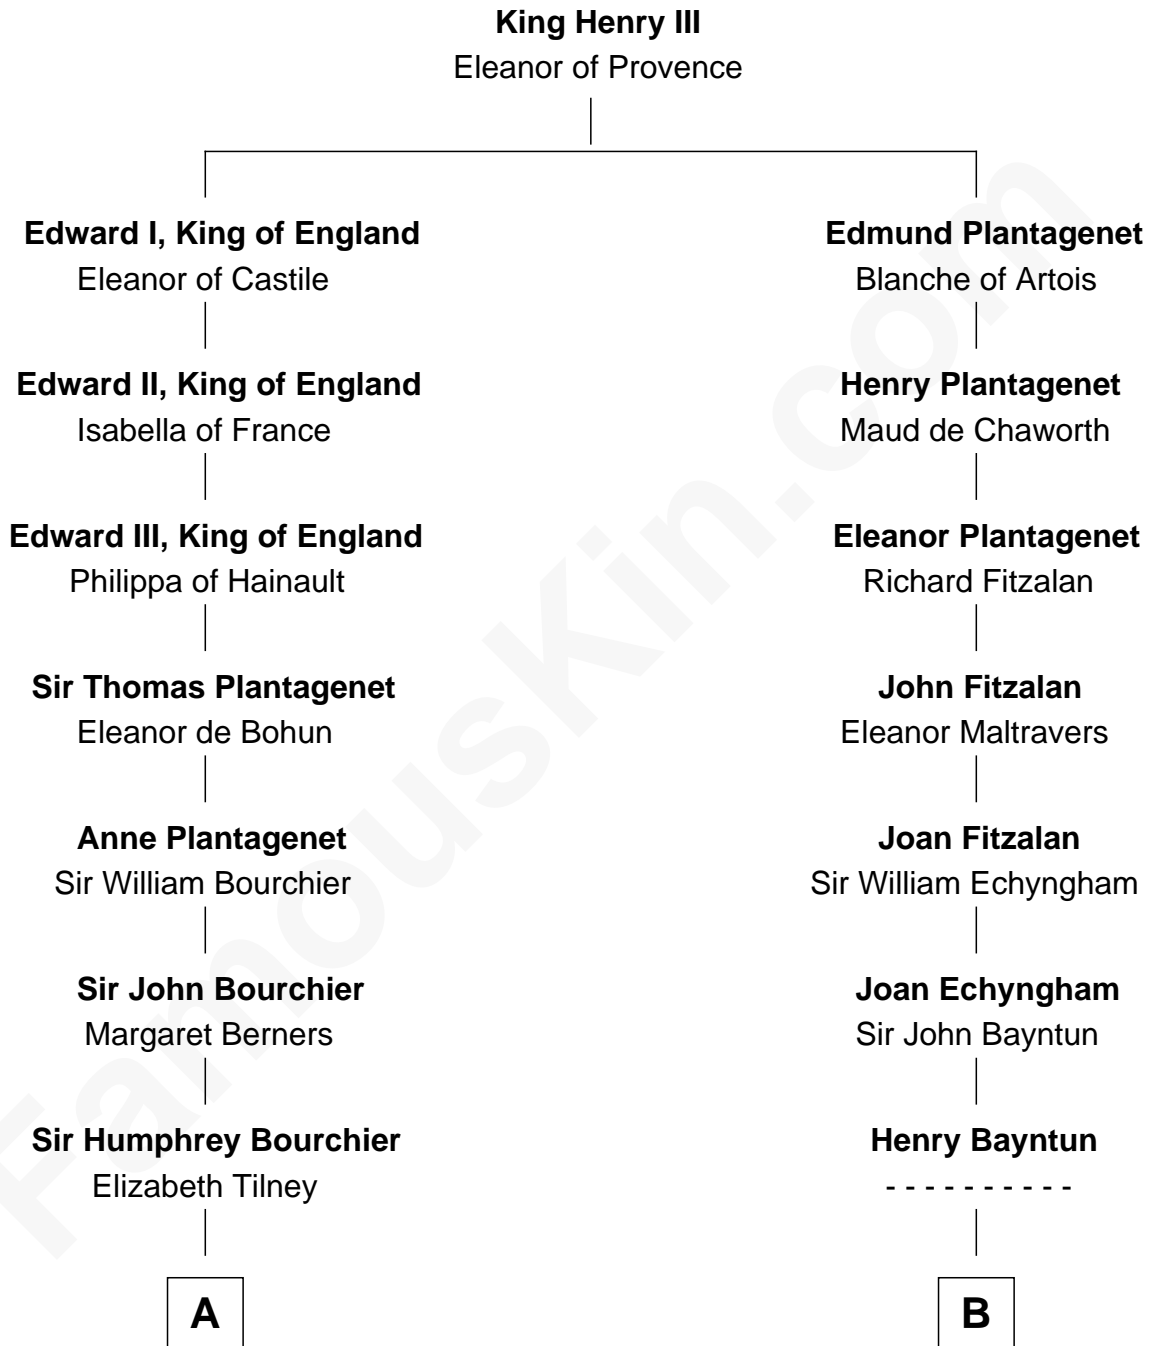 King Henry III
Eleanor of Provence
Edward I, King of England
Eleanor of Castile
Edward II, King of England
Isabella of France
Edward III, King of England
Philippa of Hainault
Sir Thomas Plantagenet
Eleanor de Bohun
Anne Plantagenet
Sir William Bourchier
Sir John Bourchier
Margaret Berners
Sir Humphrey Bourchier
Elizabeth Tilney
A
Edmund Plantagenet
Blanche of Artois
Henry Plantagenet
Maud de Chaworth
Eleanor Plantagenet
Richard Fitzalan
John Fitzalan
Eleanor Maltravers
Joan Fitzalan
Sir William Echyngham
Joan Echyngham
Sir John Bayntun
Henry Bayntun
- - - - - - - - - -
B
FamousKin.com